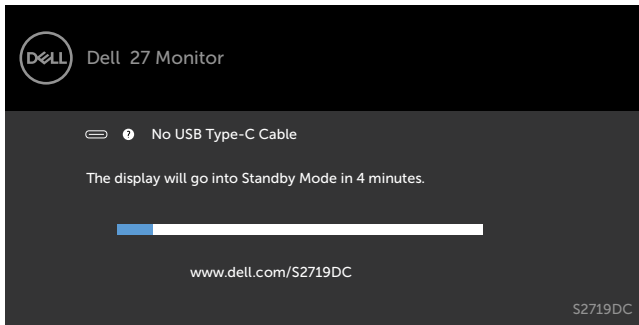 DELL
Dell 27 Monitor
? No USB Type-C Cable
The display will go into Standby Mode in 4 minutes.
www.dell.com/S2719DC
S2719DC